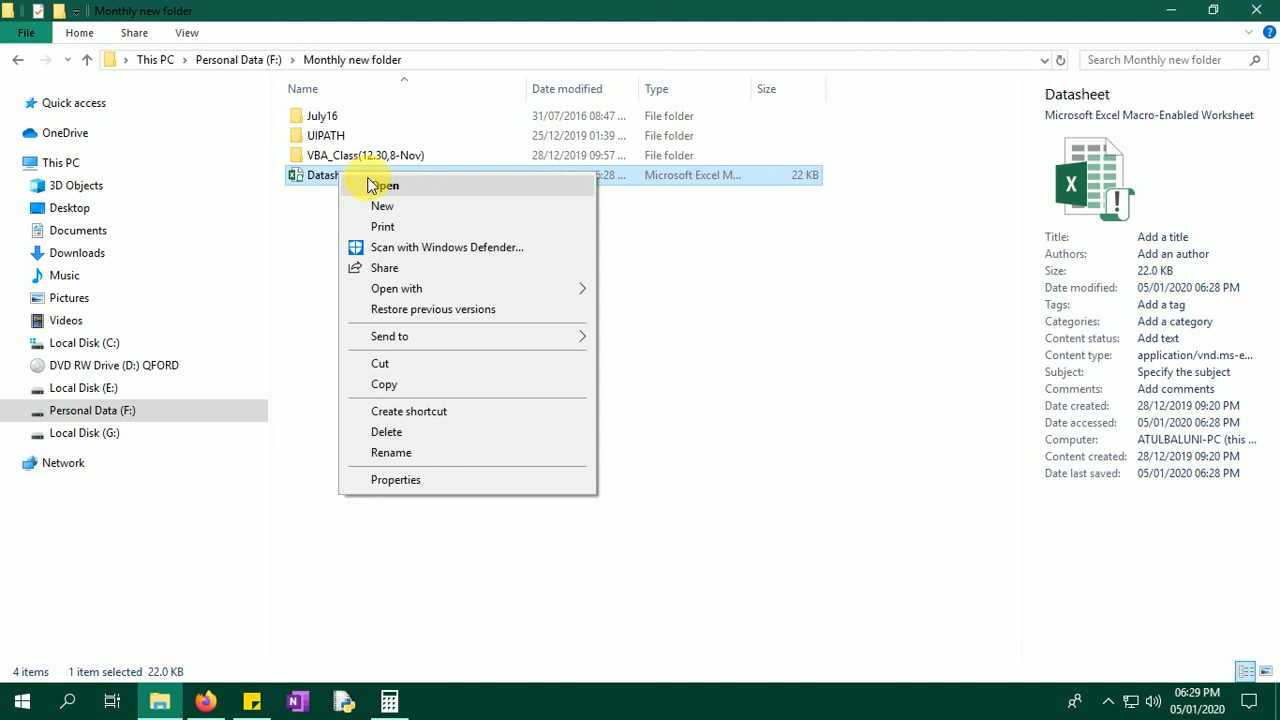 Monthly new folder
File Home Share View
This PC Personal Data (F:) Monthly new folder Search Monthly new folder
Name Date modified Type Size
Quick access
OneDrive
This PC
3D Objects
Desktop
Documents
Downloads
Music
Pictures
Videos
Local Disk (C:)
DVD RW Drive (D:) QFORD
Local Disk (E:)
Personal Data (F:)
Local Disk (G:)
Network
July16 31/07/2016 08:47 ... File folder
UIPATH 25/12/2019 01:39 ... File folder
VBA_Class(12.30,8-Nov) 28/12/2019 09:57 ... File folder
Microsoft Excel M... 22 KB
New
Print
Scan with Windows Defender...
Share
Open with
Restore previous versions
Send to
Cut
Copy
Create shortcut
Delete
Rename
Properties
Datasheet
Microsoft Excel Macro-Enabled Worksheet
Title: Add a title
Authors: Add an author
Size: 22.0 KB
Date modified: 05/01/2020 06:28 PM
Tags: Add a tag
Categories: Add a category
Content status: Add text
Content type: application/vnd.ms-e...
Subject: Specify the subject
Comments: Add comments
Date created: 28/12/2019 09:20 PM
Date accessed: 05/01/2020 06:28 PM
Computer: ATULBALUNI-PC (this ...
Content created: 28/12/2019 09:20 PM
Date last saved: 05/01/2020 06:28 PM
4 items 1 item selected 22.0 KB
06:29 PM
05/01/2020